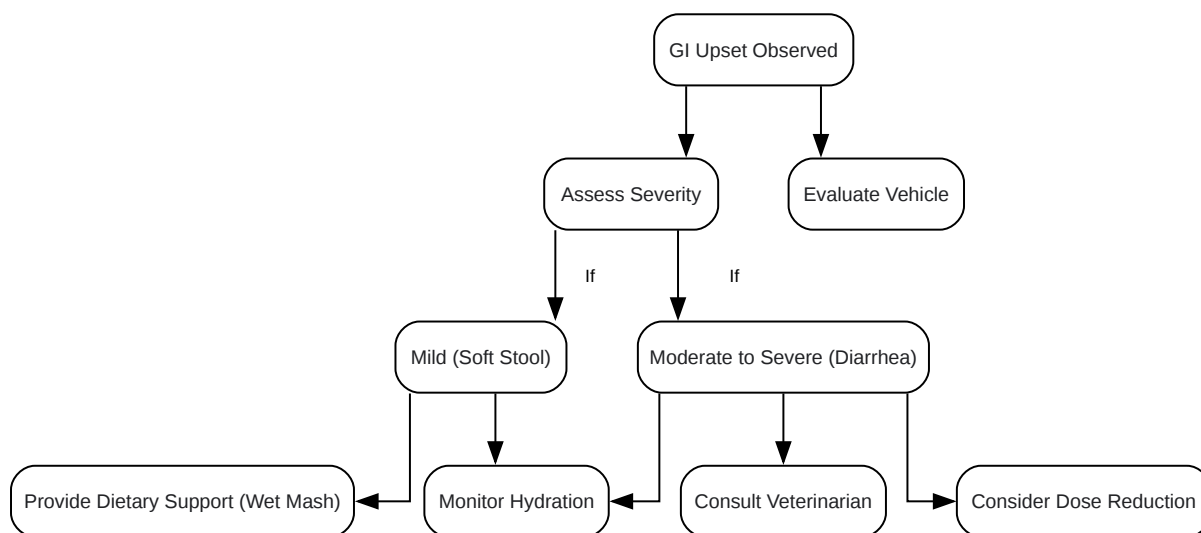 GI Upset Observed
Assess Severity
Evaluate Vehicle
If
If
Mild (Soft Stool)
Moderate to Severe (Diarrhea)
Provide Dietary Support (Wet Mash)
Monitor Hydration
Consult Veterinarian
Consider Dose Reduction